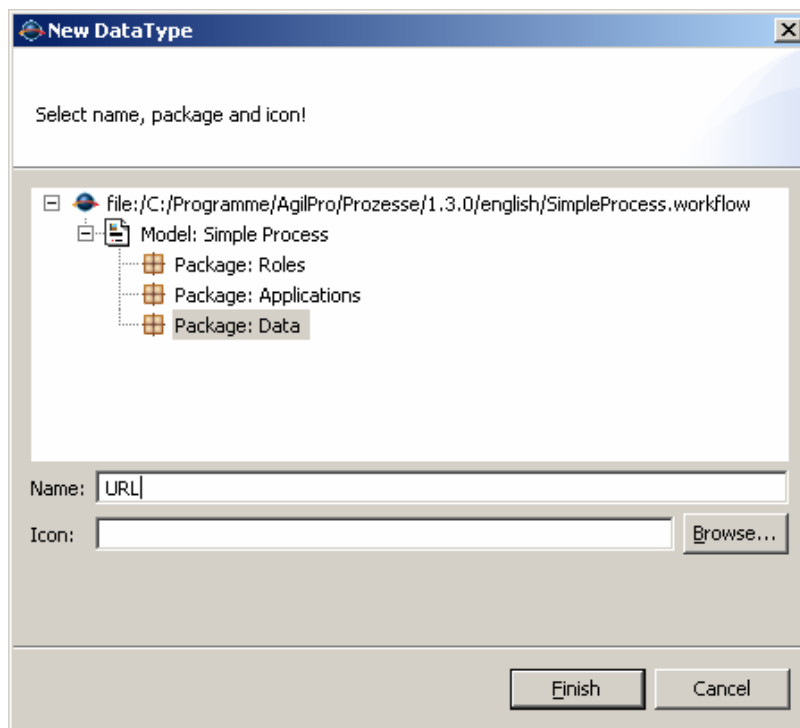 New DataType
Select name, package and icon!
file:/C:/Programme/AgilPro/Prozesse/1.3.0/english/SimpleProcess.workflow
Model: Simple Process
Package: Roles
Package: Applications
Package: Data
Name: URL
Icon: Browse...
Finish Cancel